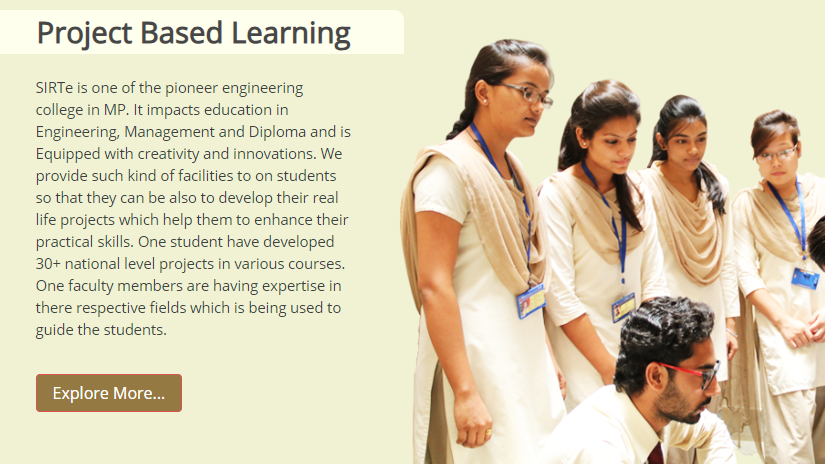 Project Based Learning
SIRTe is one of the pioneer engineering
college in MP. It impacts education in
Engineering, Management and Diploma and is
Equipped with creativity and innovations. We
provide such kind of facilities to on students
so that they can be also to develop their real
life projects which help them to enhance their
practical skills. One student have developed
30+ national level projects in various courses.
One faculty members are having expertise in
there respective fields which is being used to
guide the students.
Explore More...